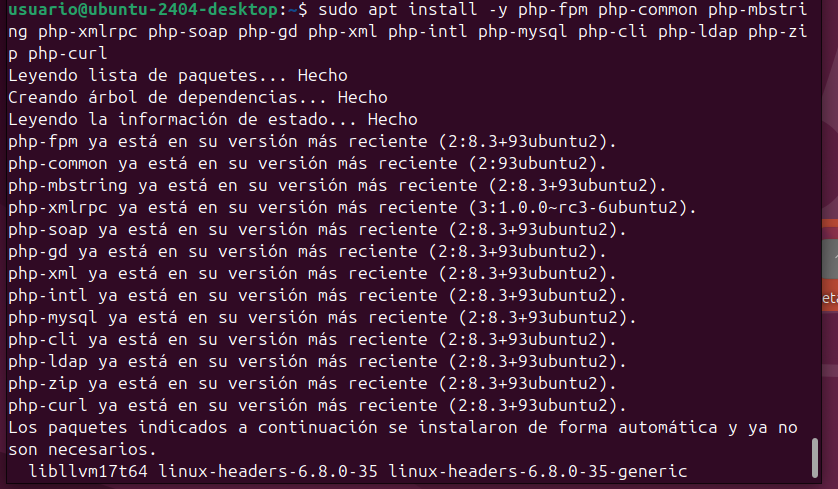 usuario@ubuntu-2404-desktop:~$ sudo apt install -y php-fpm php-common php-mbstri
ng php-xmlrpc php-soap php-gd php-xml php-intl php-mysql php-cli php-ldap php-zi
p php-curl
Leyendo lista de paquetes... Hecho
Creando árbol de dependencias... Hecho
Leyendo la información de estado... Hecho
php-fpm ya está en su versión más reciente (2:8.3+93ubuntu2).
php-common ya está en su versión más reciente (2:93ubuntu2).
php-mbstring ya está en su versión más reciente (2:8.3+93ubuntu2).
php-xmlrpc ya está en su versión más reciente (3:1.0.0~rc3-6ubuntu2).
php-soap ya está en su versión más reciente (2:8.3+93ubuntu2).
php-gd ya está en su versión más reciente (2:8.3+93ubuntu2).
php-xml ya está en su versión más reciente (2:8.3+93ubuntu2).
php-intl ya está en su versión más reciente (2:8.3+93ubuntu2).
php-mysql ya está en su versión más reciente (2:8.3+93ubuntu2).
php-cli ya está en su versión más reciente (2:8.3+93ubuntu2).
php-ldap ya está en su versión más reciente (2:8.3+93ubuntu2).
php-zip ya está en su versión más reciente (2:8.3+93ubuntu2).
php-curl ya está en su versión más reciente (2:8.3+93ubuntu2).
Los paquetes indicados a continuación se instalaron de forma automática y ya no
son necesarios.
  libllvm17t64 linux-headers-6.8.0-35 linux-headers-6.8.0-35-generic